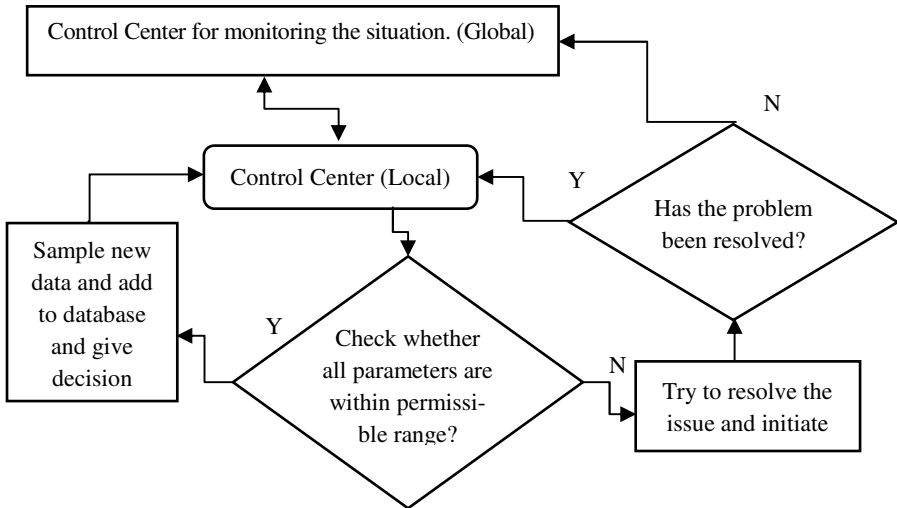 Control Center for monitoring the situation. (Global)
N
Control Center (Local)
Y
Has the problem
been resolved?
Sample new
data and add
to database
and give
decision
Y
Check whether
all parameters are
within permissi-
ble range?
N
Try to resolve the
issue and initiate